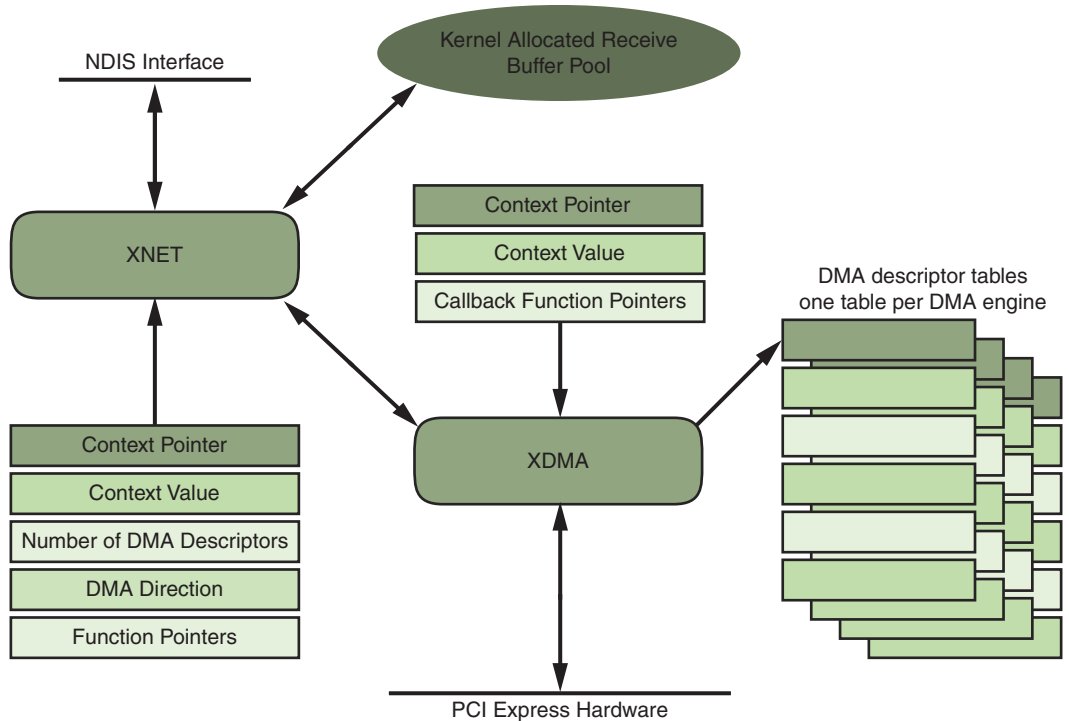 Kernel Allocated Receive
Buffer Pool
NDIS Interface
XNET
Context Pointer
Context Value
Callback Function Pointers
DMA descriptor tables
one table per DMA engine
XDMA
Context Pointer
Context Value
Number of DMA Descriptors
DMA Direction
Function Pointers
PCI Express Hardware